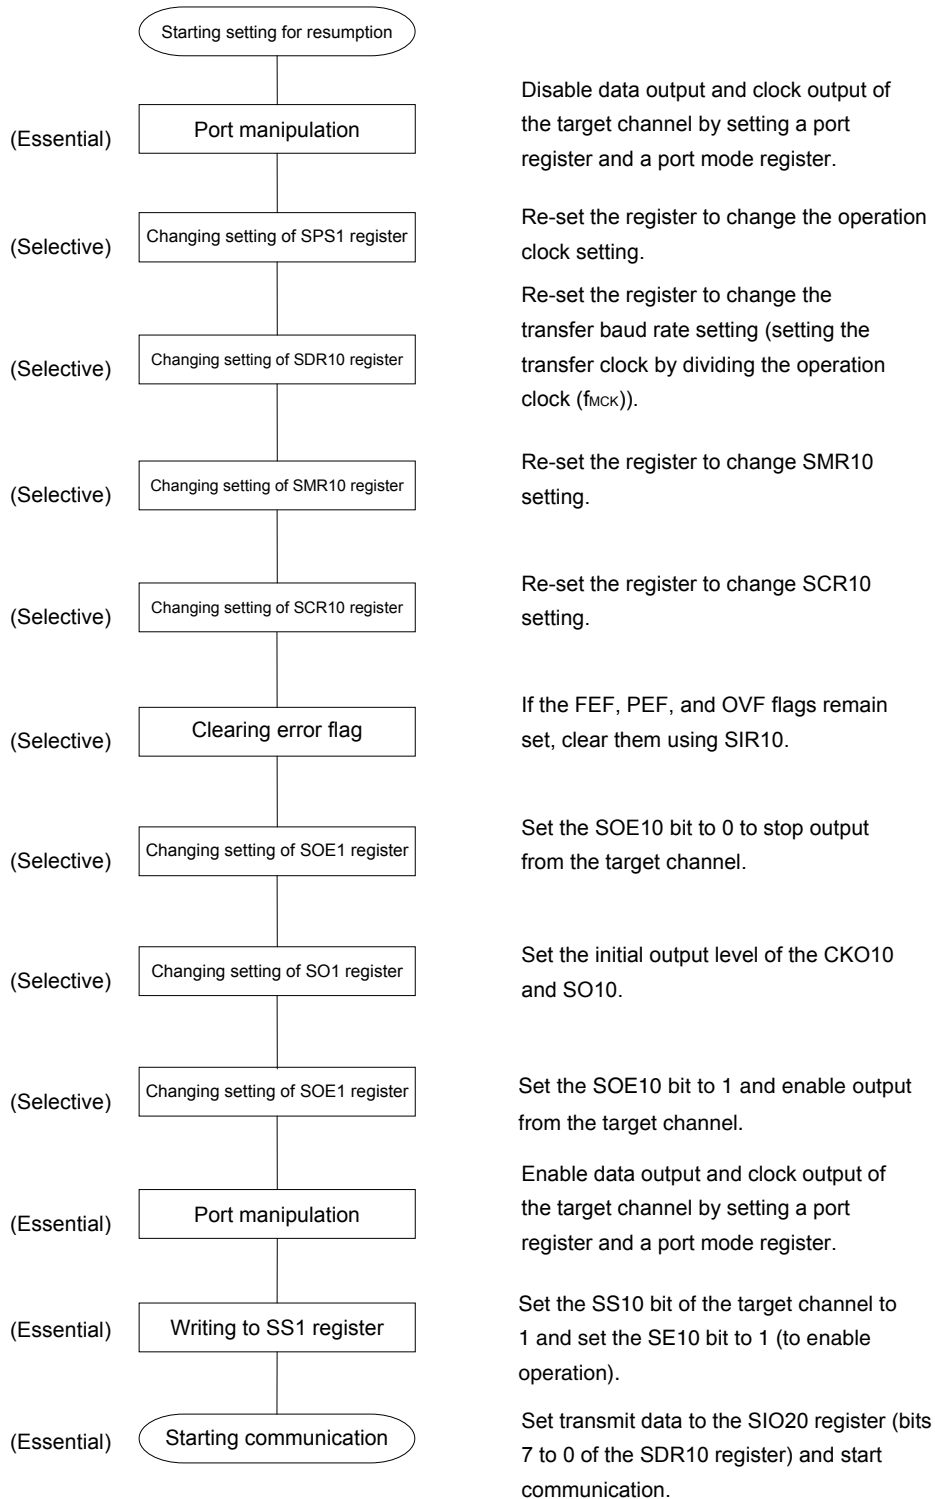 Starting setting for resumption
(Essential)
Port manipulation
Disable data output and clock output of
the target channel by setting a port
register and a port mode register.
(Selective)
Changing setting of SPS1 register
Re-set the register to change the operation
clock setting.
(Selective)
Changing setting of SDR10 register
Re-set the register to change the
transfer baud rate setting (setting the
transfer clock by dividing the operation
clock (fMCK)).
(Selective)
Changing setting of SMR10 register
Re-set the register to change SMR10
setting.
(Selective)
Changing setting of SCR10 register
Re-set the register to change SCR10
setting.
(Selective)
Clearing error flag
If the FEF, PEF, and OVF flags remain
set, clear them using SIR10.
(Selective)
Changing setting of SOE1 register
Set the SOE10 bit to 0 to stop output
from the target channel.
(Selective)
Changing setting of SO1 register
Set the initial output level of the CKO10
and SO10.
(Selective)
Changing setting of SOE1 register
Set the SOE10 bit to 1 and enable output
from the target channel.
(Essential)
Port manipulation
Enable data output and clock output of
the target channel by setting a port
register and a port mode register.
(Essential)
Writing to SS1 register
Set the SS10 bit of the target channel to
1 and set the SE10 bit to 1 (to enable
operation).
(Essential)
Starting communication
Set transmit data to the SIO20 register (bits
7 to 0 of the SDR10 register) and start
communication.